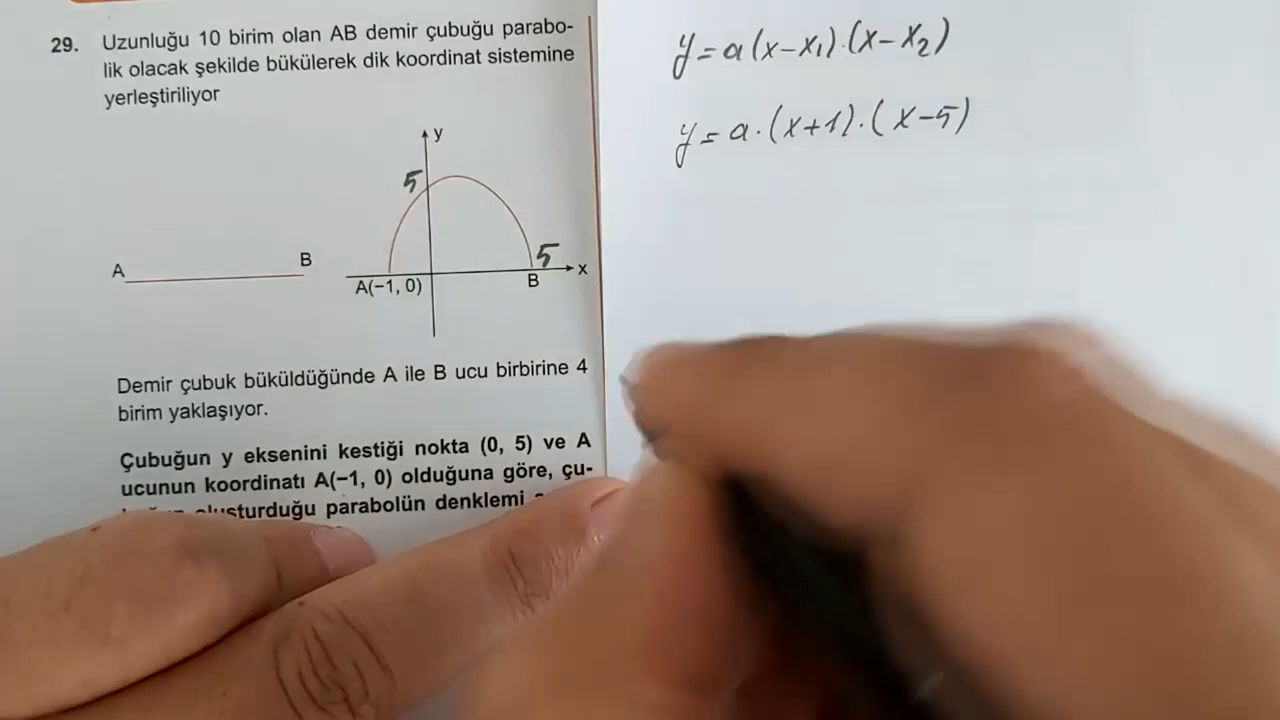 29. Uzunluğu 10 birim olan AB demir çubuğu parabo-
lik olacak şekilde bükülerek dik koordinat sistemine
yerleştiriliyor
y
5
5
A
B
x
A(−1, 0)
B
Demir çubuk büküldüğünde A ile B ucu birbirine 4
birim yaklaşıyor.
Çubuğun y eksenini kestiği nokta (0, 5) ve A
ucunun koordinatı A(−1, 0) olduğuna göre, çu-
parabolün denklemi
y = a(x−x₁).(x−x₂)
y = a.(x+1).(x−5)